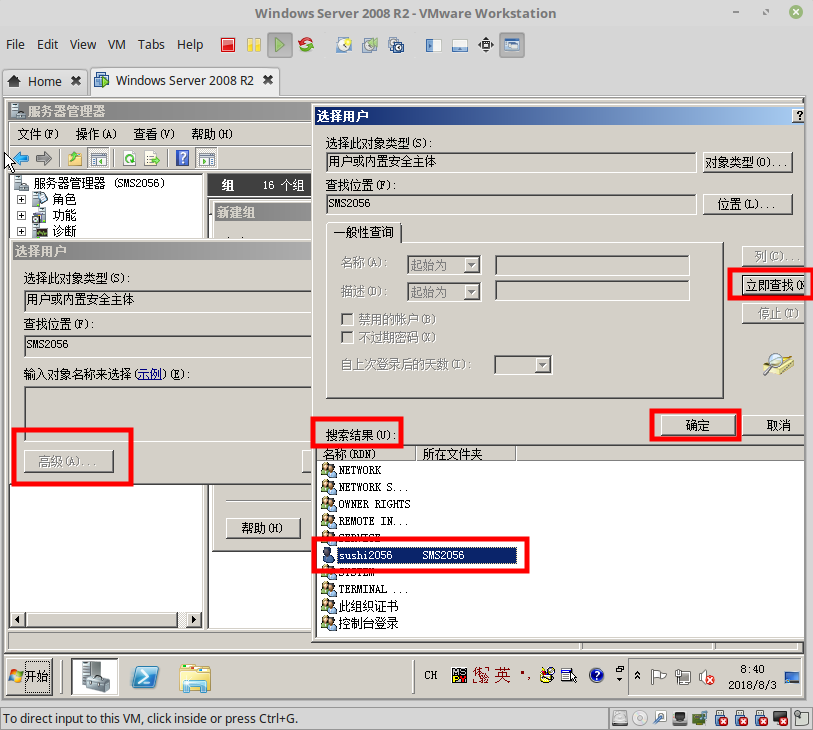 Windows Server 2008 R2 - VMware Workstation
File Edit View VM Tabs Help
Home Windows Server 2008 R2
服务器管理器
文件(F) 操作(A) 查看(V) 帮助(H)
服务器管理器 (SMS2056)
角色
功能
诊断
组 16 个组
新建组
选择用户
选择此对象类型(S):
用户或内置安全主体
查找位置(F):
SMS2056
输入对象名称来选择(示例)(E):
高级(A)...
帮助(H)
选择用户
选择此对象类型(S):
用户或内置安全主体
对象类型(O)...
查找位置(F):
SMS2056
位置(L)...
一般性查询
名称(A): 起始为
描述(D): 起始为
禁用的帐户(B)
不过期密码(X)
自上次登录后的天数(I):
列(C)...
立即查找(N
停止(T)
确定
取消
搜索结果(U):
名称(RDN) 所在文件夹
NETWORK
NETWORK S...
OWNER RIGHTS
REMOTE IN...
SERVICE
sushi2056 SMS2056
SYSTEM
TERMINAL ...
此组织证书
控制台登录
开始
CH
英
8:40
2018/8/3
To direct input to this VM, click inside or press Ctrl+G.